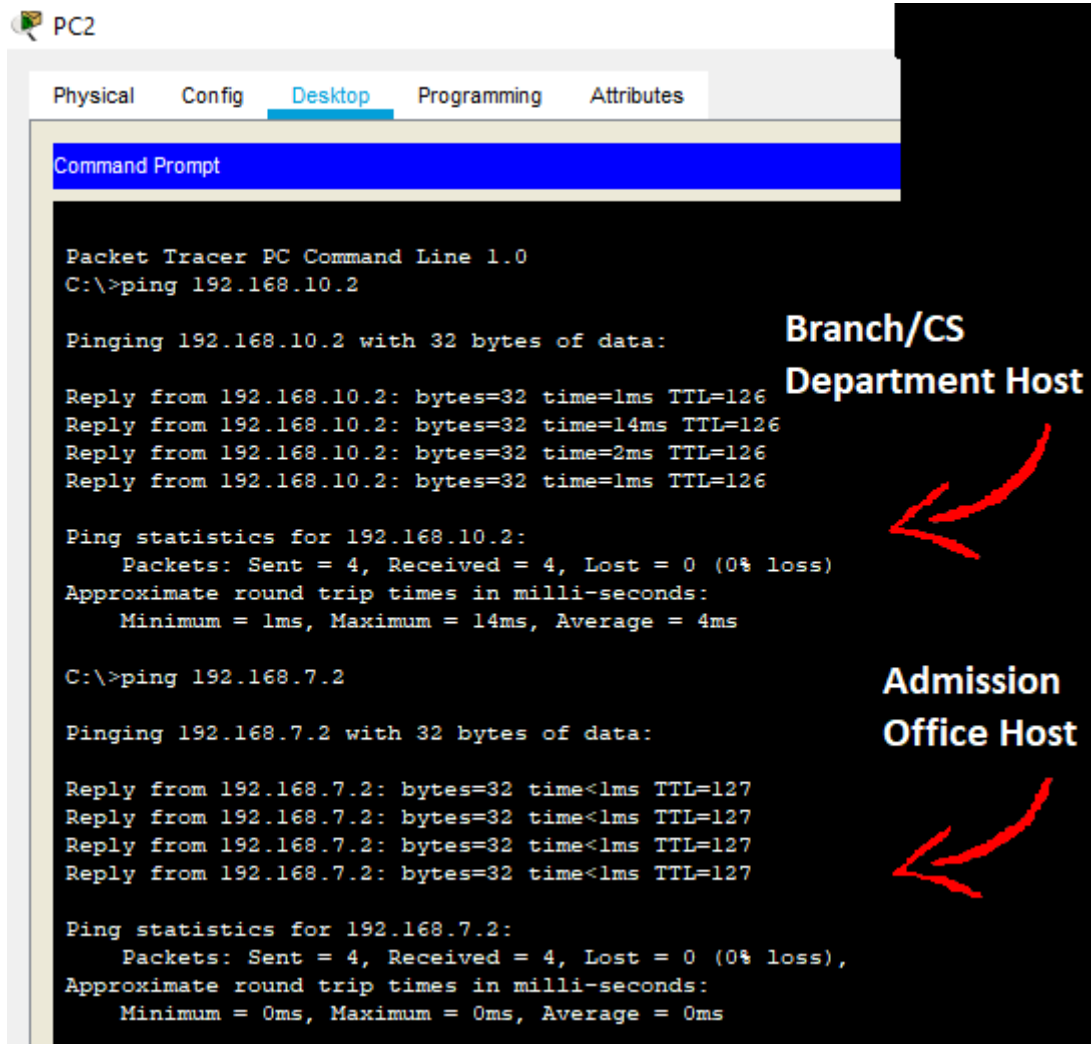 PC2
Physical Config Desktop Programming Attributes
Command Prompt
Packet Tracer PC Command Line 1.0
C:\>ping 192.168.10.2
Pinging 192.168.10.2 with 32 bytes of data:
Reply from 192.168.10.2: bytes=32 time=1ms TTL=126
Reply from 192.168.10.2: bytes=32 time=14ms TTL=126
Reply from 192.168.10.2: bytes=32 time=2ms TTL=126
Reply from 192.168.10.2: bytes=32 time=1ms TTL=126
Branch/CS
Department Host
Ping statistics for 192.168.10.2:
Packets: Sent = 4, Received = 4, Lost = 0 (0% loss)
Approximate round trip times in milli-seconds:
Minimum = 1ms, Maximum = 14ms, Average = 4ms
C:\>ping 192.168.7.2
Pinging 192.168.7.2 with 32 bytes of data:
Admission
Office Host
Reply from 192.168.7.2: bytes=32 time<1ms TTL=127
Reply from 192.168.7.2: bytes=32 time<1ms TTL=127
Reply from 192.168.7.2: bytes=32 time<1ms TTL=127
Reply from 192.168.7.2: bytes=32 time<1ms TTL=127
Ping statistics for 192.168.7.2:
Packets: Sent = 4, Received = 4, Lost = 0 (0% loss),
Approximate round trip times in milli-seconds:
Minimum = 0ms, Maximum = 0ms, Average = 0ms